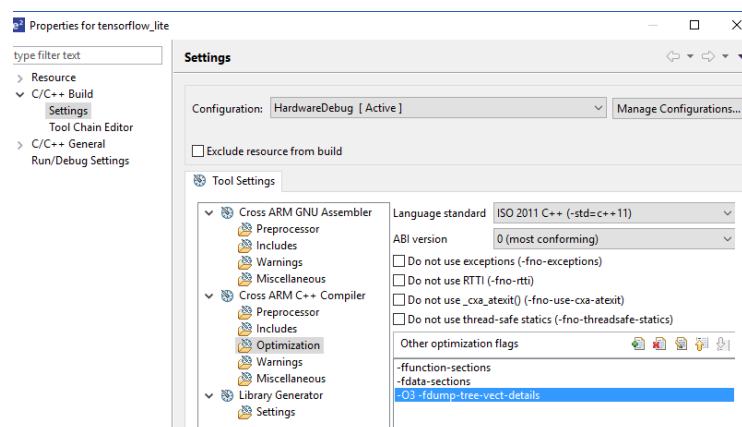 e² Properties for tensorflow_lite
type filter text
Resource
C/C++ Build
Settings
Tool Chain Editor
C/C++ General
Run/Debug Settings
Settings
Configuration: HardwareDebug [ Active ]
Manage Configurations...
Exclude resource from build
Tool Settings
Cross ARM GNU Assembler
Preprocessor
Includes
Warnings
Miscellaneous
Cross ARM C++ Compiler
Preprocessor
Includes
Optimization
Warnings
Miscellaneous
Library Generator
Settings
Language standard ISO 2011 C++ (-std=c++11)
ABI version 0 (most conforming)
Do not use exceptions (-fno-exceptions)
Do not use RTTI (-fno-rtti)
Do not use _cxa_atexit() (-fno-use-cxa-atexit)
Do not use thread-safe statics (-fno-threadsafe-statics)
Other optimization flags
-ffunction-sections
-fdata-sections
-O3 -fdump-tree-vect-details